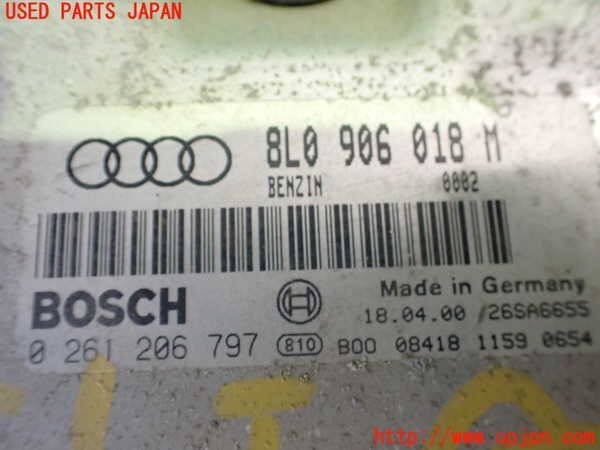 USED PARTS JAPAN
8L0 906 018 M
BENZIN 0002
BOSCH
Made in Germany
18.04.00 /26SA6655
0 261 206 797 810 B00 08418 1159 0654
http://www.upjpn.com/